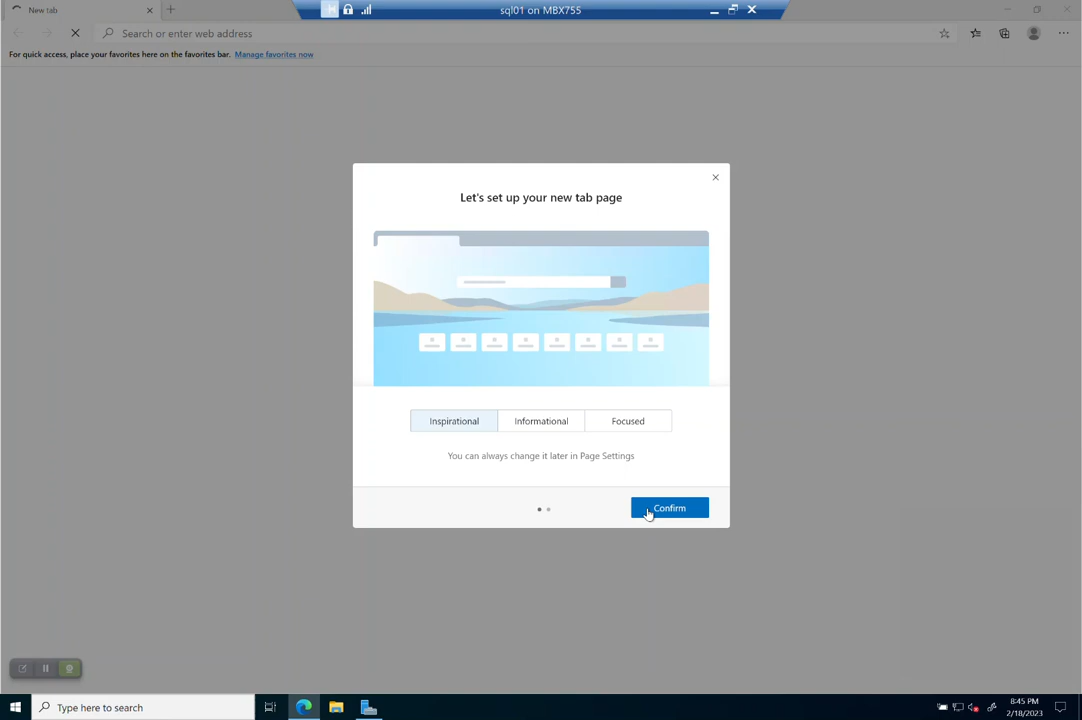 New tab
sql01 on MBX755
Search or enter web address
For quick access, place your favorites here on the favorites bar. Manage favorites now
Let's set up your new tab page
Inspirational
Informational
Focused
You can always change it later in Page Settings
Confirm
Type here to search
8:45 PM
2/18/2023